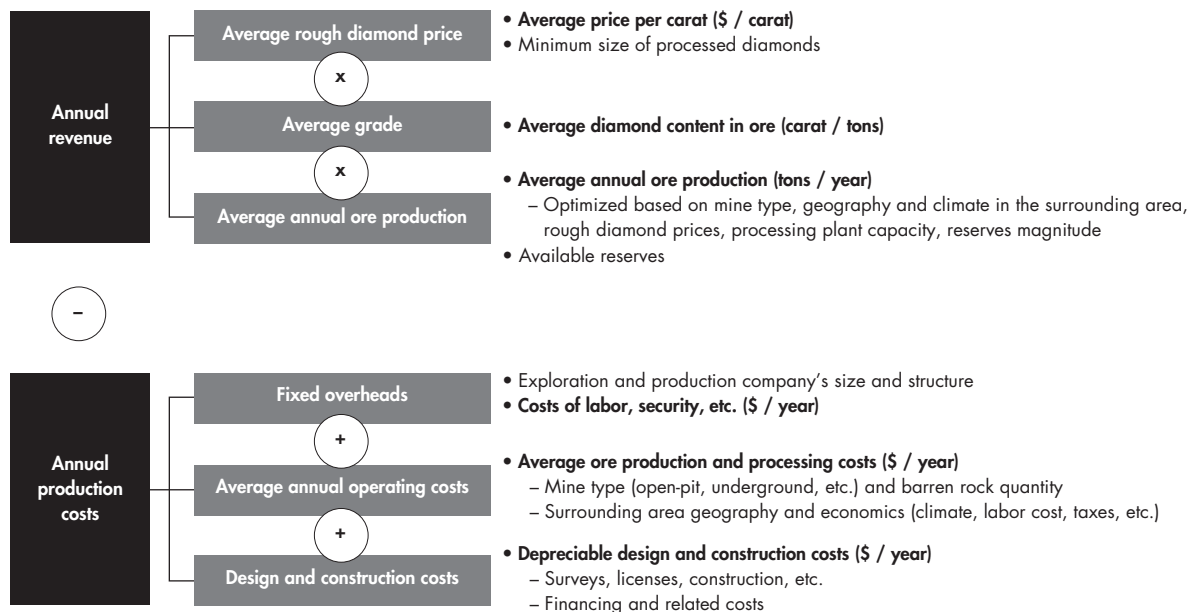 Annual
revenue
Average rough diamond price
x
Average grade
x
Average annual ore production
• Average price per carat ($ / carat)
• Minimum size of processed diamonds
• Average diamond content in ore (carat / tons)
• Average annual ore production (tons / year)
– Optimized based on mine type, geography and climate in the surrounding area,
rough diamond prices, processing plant capacity, reserves magnitude
• Available reserves
–
Annual
production
costs
Fixed overheads
+
Average annual operating costs
+
Design and construction costs
• Exploration and production company’s size and structure
• Costs of labor, security, etc. ($ / year)
• Average ore production and processing costs ($ / year)
– Mine type (open-pit, underground, etc.) and barren rock quantity
– Surrounding area geography and economics (climate, labor cost, taxes, etc.)
• Depreciable design and construction costs ($ / year)
– Surveys, licenses, construction, etc.
– Financing and related costs